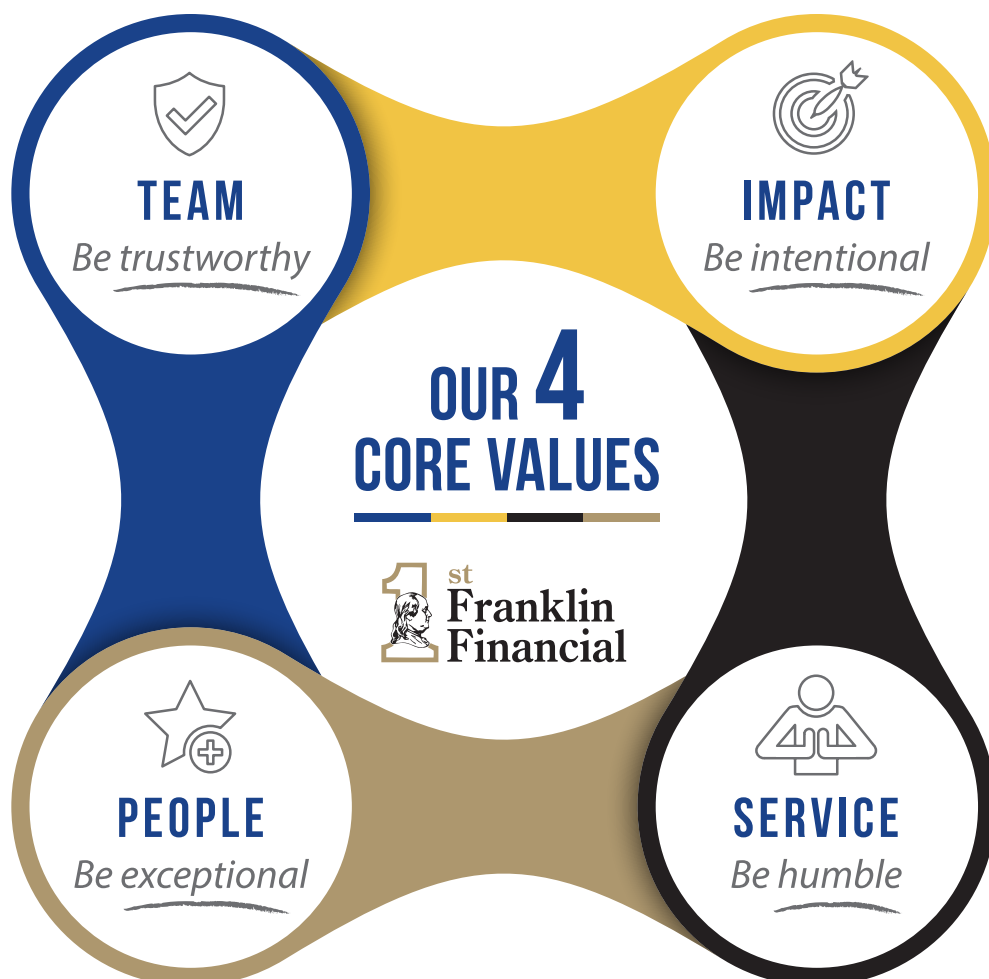 TEAM
Be trustworthy
IMPACT
Be intentional
OUR 4
CORE VALUES
1st
Franklin
Financial
PEOPLE
Be exceptional
SERVICE
Be humble